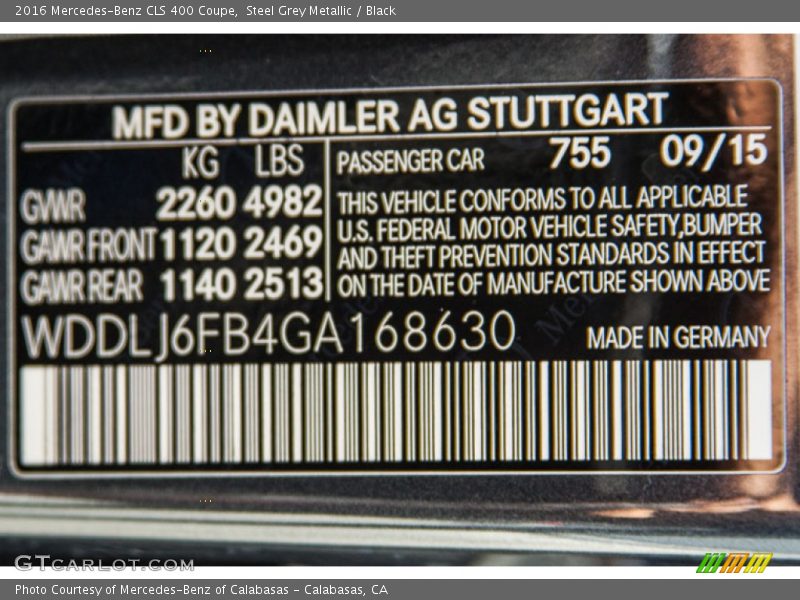 2016 Mercedes-Benz CLS 400 Coupe,  Steel Grey Metallic / Black
MFD BY DAIMLER AG STUTTGART
KG LBS
GVWR 2260 4982
GAWR FRONT 1120 2469
GAWR REAR 1140 2513
PASSENGER CAR 755 09/15
THIS VEHICLE CONFORMS TO ALL APPLICABLE
U.S. FEDERAL MOTOR VEHICLE SAFETY,BUMPER
AND THEFT PREVENTION STANDARDS IN EFFECT
ON THE DATE OF MANUFACTURE SHOWN ABOVE
WDDLJ6FB4GA168630
MADE IN GERMANY
GTCARLOT.COM
Photo Courtesy of Mercedes-Benz of Calabasas - Calabasas, CA